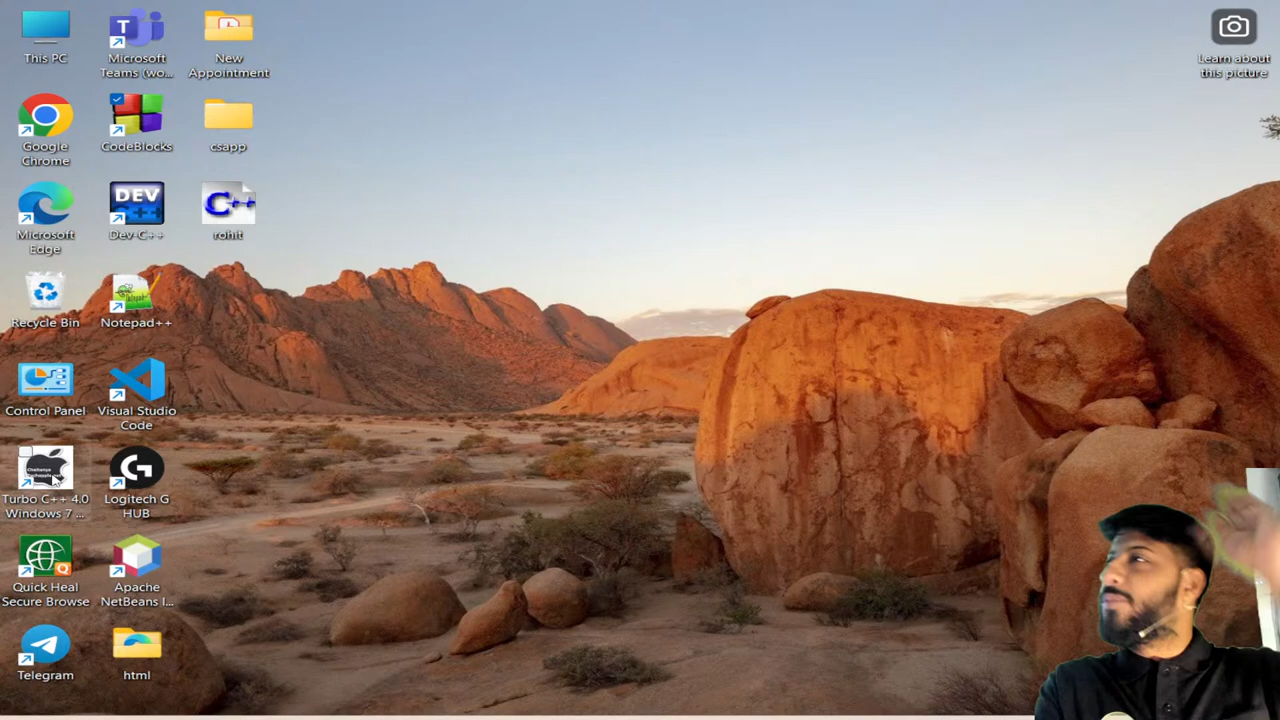 This PC
Microsoft
Teams (wo...
New
Appointment
Learn about
this picture
Google
Chrome
CodeBlocks
csapp
Microsoft
Edge
DEV
C++
Dev-C++
C++
rohit
Recycle Bin
Notepad++
Control Panel
Visual Studio
Code
Turbo C++ 4.0
Windows 7 ...
Logitech G
HUB
Quick Heal
Secure Browse
Apache
NetBeans I...
Telegram
html